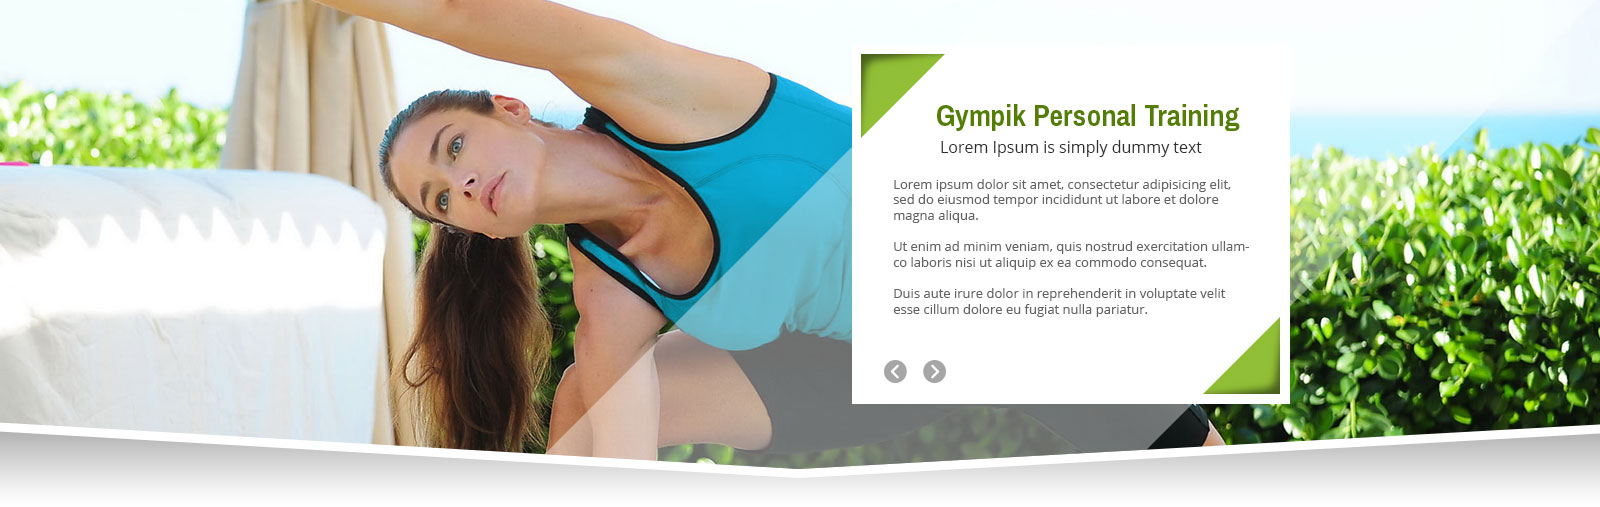 Gympik Personal Training
Lorem Ipsum is simply dummy text
Lorem ipsum dolor sit amet, consectetur adipisicing elit,
sed do eiusmod tempor incididunt ut labore et dolore
magna aliqua.
Ut enim ad minim veniam, quis nostrud exercitation ullam-
co laboris nisi ut aliquip ex ea commodo consequat.
Duis aute irure dolor in reprehenderit in voluptate velit
esse cillum dolore eu fugiat nulla pariatur.